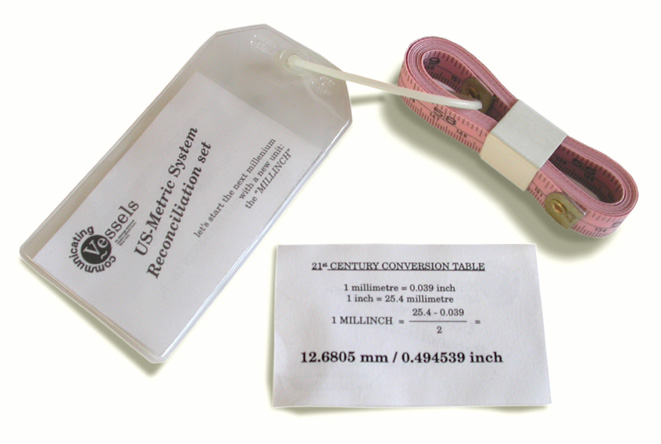 Communicating
Vessels
US-Metric System
Reconciliation set
let's start the next millenium
with a new unit:
the "MILLINCH"
21st CENTURY CONVERSION TABLE
1 millimetre = 0.039 inch
1 inch = 25.4 millimetre
1 MILLINCH = 25.4 - 0.039 / 2 =
12.6805 mm / 0.494539 inch